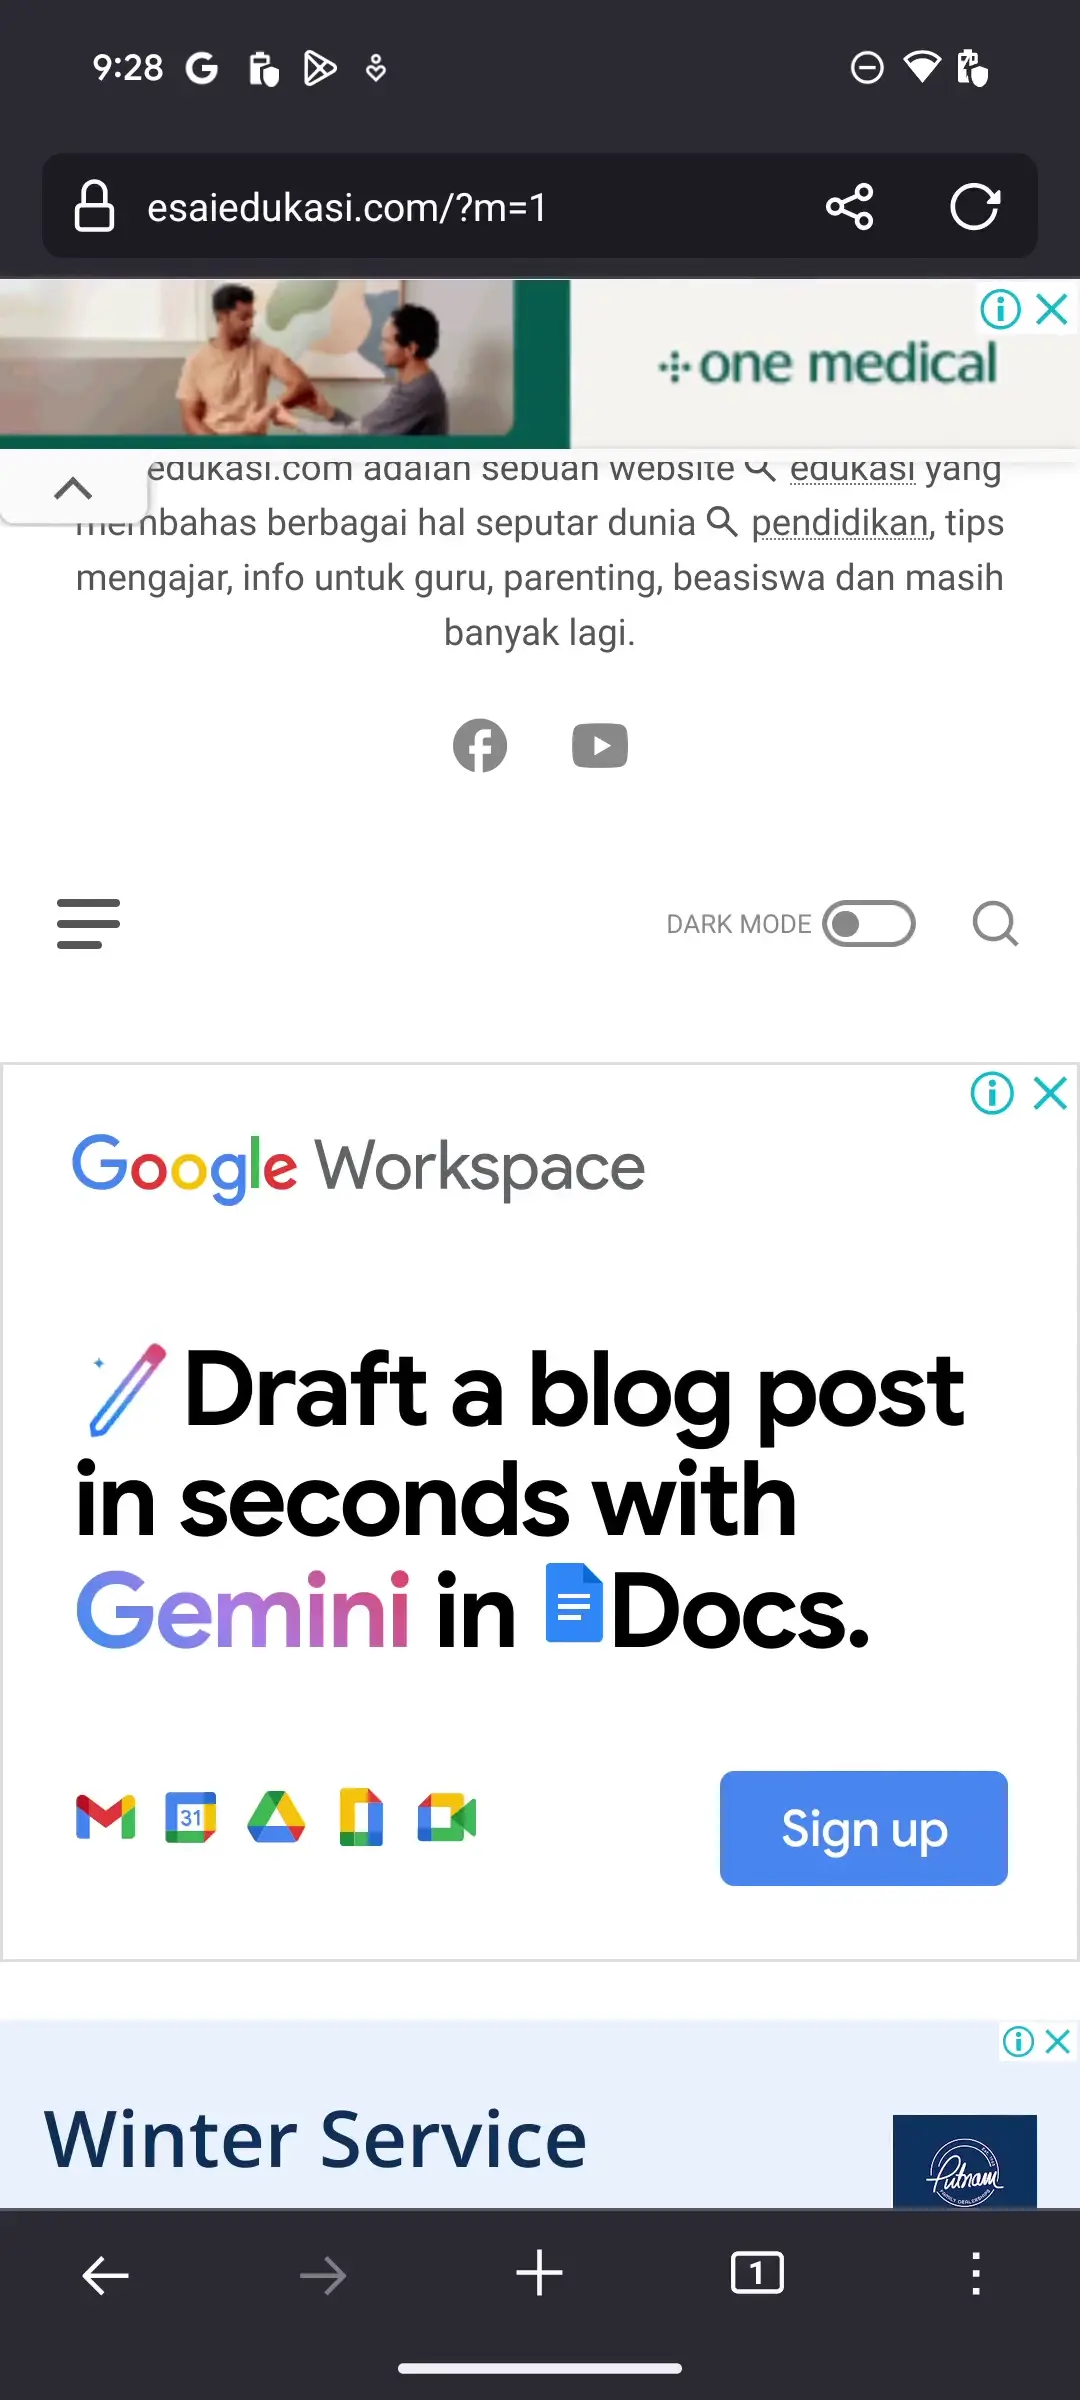 9:28
esaiedukasi.com/?m=1
one medical
edukasi.com adalah sebuah website edukasi yang
membahas berbagai hal seputar dunia pendidikan, tips
mengajar, info untuk guru, parenting, beasiswa dan masih
banyak lagi.
DARK MODE
Google Workspace
Draft a blog post
in seconds with
Gemini in Docs.
31
Sign up
Winter Service
Putnam
1